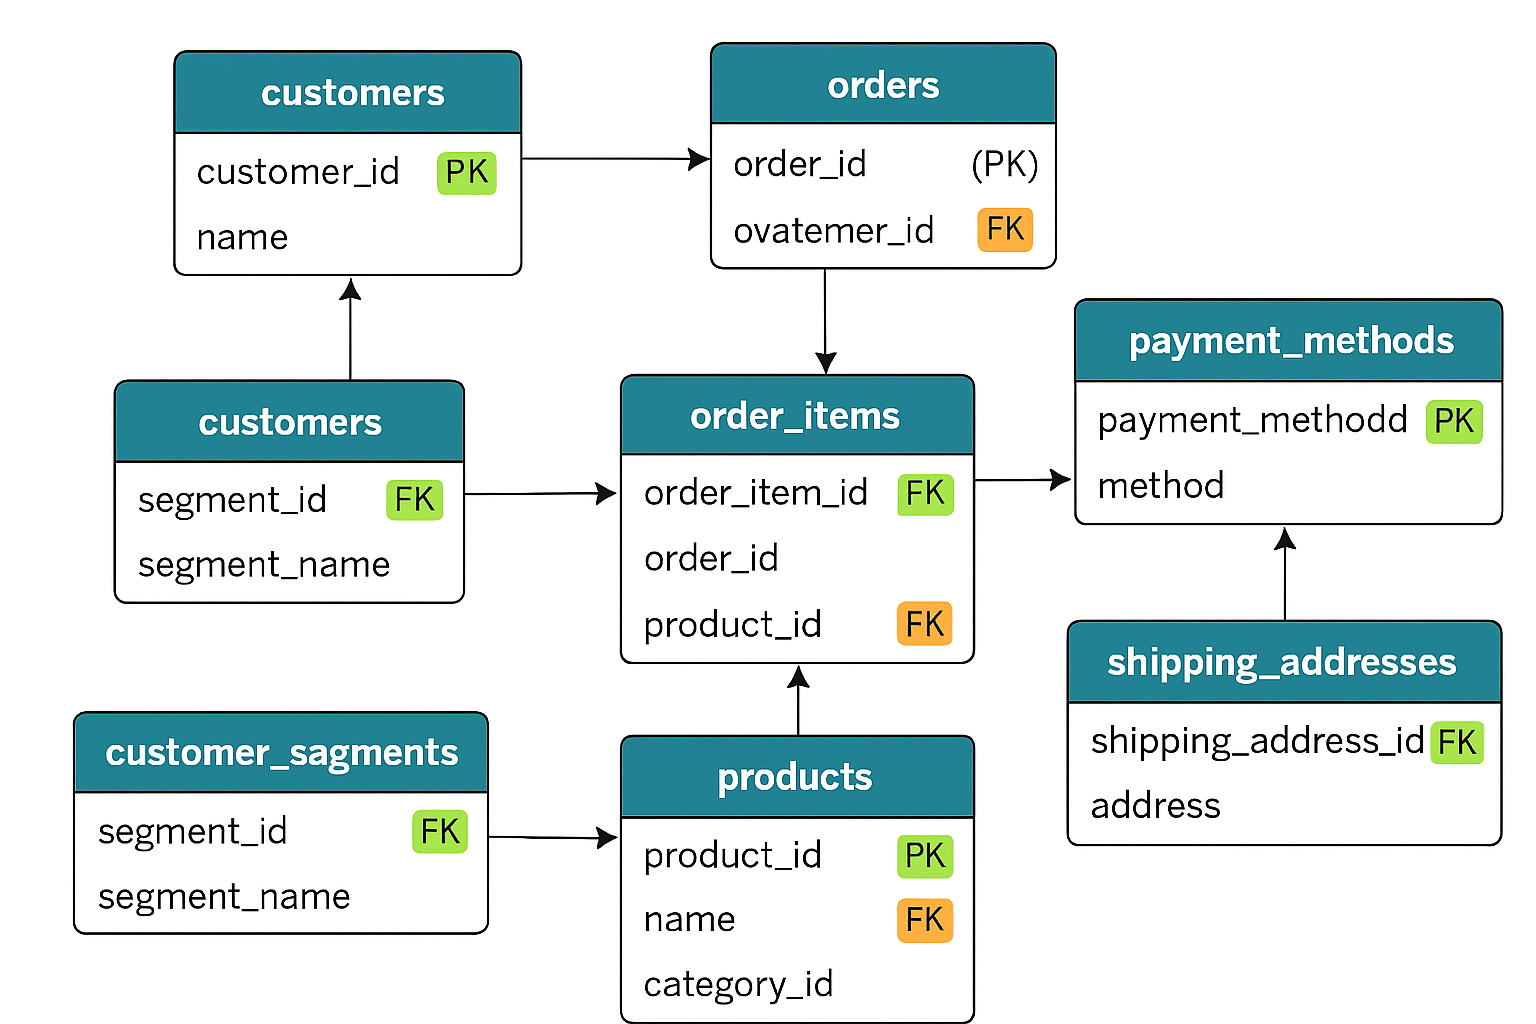 customers
customer_id PK
name
orders
order_id (PK)
ovatemer_id FK
customers
segment_id FK
segment_name
order_items
order_item_id FK
order_id
product_id FK
payment_methods
payment_methodd PK
method
shipping_addresses
shipping_address_id FK
address
customer_sagments
segment_id FK
segment_name
products
product_id PK
name FK
category_id